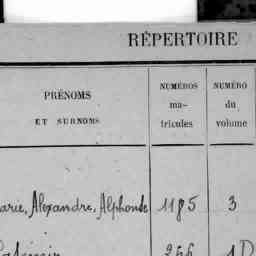 RÉPERTOIRE
PRÉNOMS
ET SURNOMS
NUMÉROS
ma-
tricules
NUMÉRO
du
volume
arie, Alexandre, Alphonse 1185 3